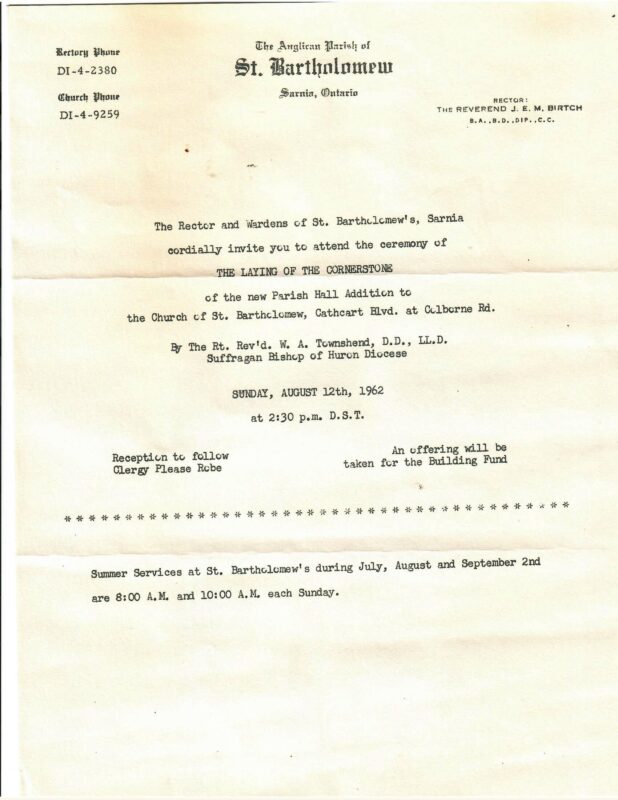 Rectory Phone
DI-4-2380
Church Phone
DI-4-9259
The Anglican Parish of
St. Bartholomew
Sarnia, Ontario
RECTOR:
THE REVEREND J. E. M. BIRTCH
B.A., B.D., DIP., C.C.
The Rector and Wardens of St. Bartholomew's, Sarnia
cordially invite you to attend the ceremony of
THE LAYING OF THE CORNERSTONE
of the new Parish Hall Addition to
the Church of St. Bartholomew, Cathcart Blvd. at Colborne Rd.
By The Rt. Rev'd. W. A. Townshend, D.D., LL.D.
Suffragan Bishop of Huron Diocese
SUNDAY, AUGUST 12th, 1962
at 2:30 p.m. D.S.T.
Reception to follow
Clergy Please Robe
An offering will be
taken for the Building Fund
* * * * * * * * * * * * * * * * * * * * * * * * * * * * * * * * * * * * * * * * * *
Summer Services at St. Bartholomew's during July, August and September 2nd
are 8:00 A.M. and 10:00 A.M. each Sunday.